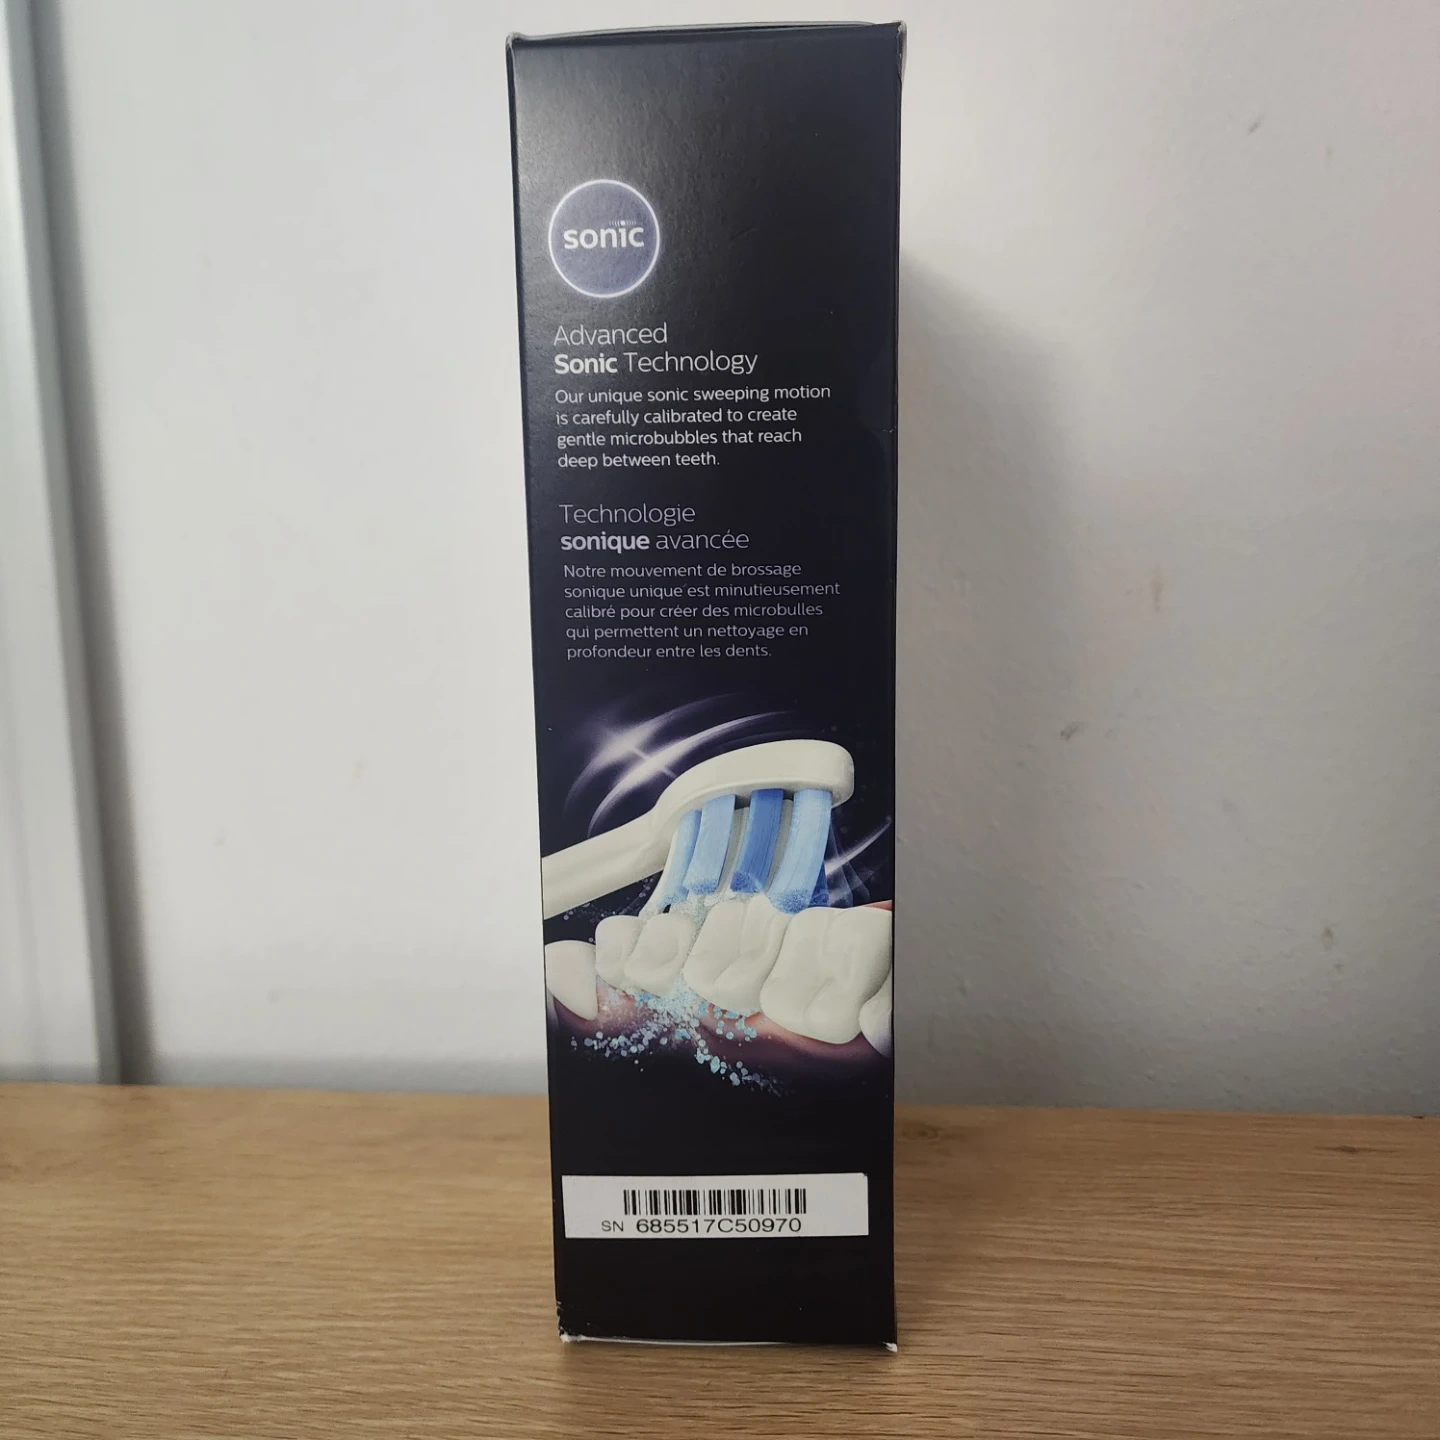 sonic
Advanced
Sonic Technology
Our unique sonic sweeping motion
is carefully calibrated to create
gentle microbubbles that reach
deep between teeth.
Technologie
sonique avancée
Notre mouvement de brossage
sonique unique est minutieusement
calibré pour créer des microbulles
qui permettent un nettoyage en
profondeur entre les dents.
SN 685517C50970